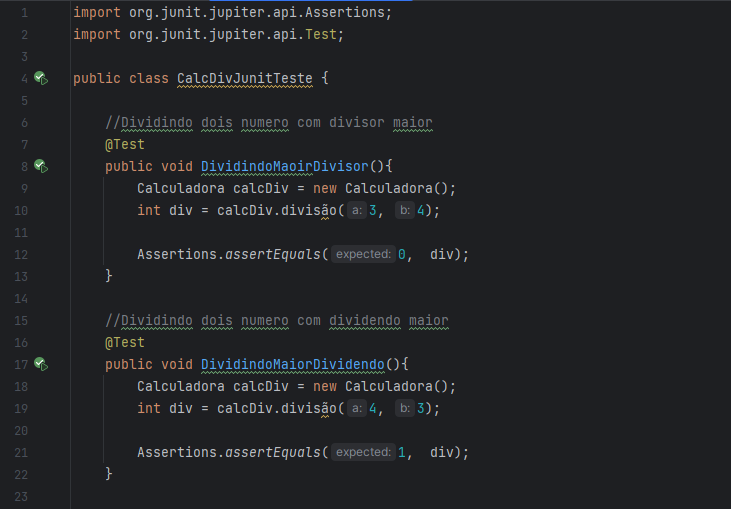 1 import org.junit.jupiter.api.Assertions;
2 import org.junit.jupiter.api.Test;
3
4 public class CalcDivJunitTeste {
5
6 //Dividindo dois numero com divisor maior
7 @Test
8 public void DividindoMaoirDivisor(){
9 Calculadora calcDiv = new Calculadora();
10 int div = calcDiv.divisão( a: 3, b: 4);
11
12 Assertions.assertEquals( expected: 0, div);
13 }
14
15 //Dividindo dois numero com dividendo maior
16 @Test
17 public void DividindoMaiorDividendo(){
18 Calculadora calcDiv = new Calculadora();
19 int div = calcDiv.divisão( a: 4, b: 3);
20
21 Assertions.assertEquals( expected: 1, div);
22 }
23